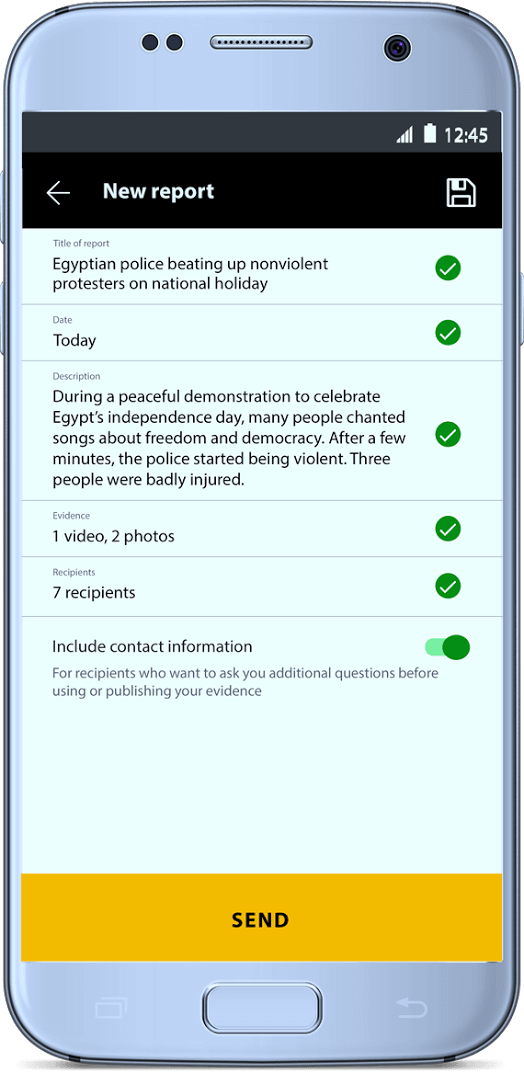 12:45
New report
Title of report
Egyptian police beating up nonviolent
protesters on national holiday
Date
Today
Description
During a peaceful demonstration to celebrate
Egypt’s independence day, many people chanted
songs about freedom and democracy. After a few
minutes, the police started being violent. Three
people were badly injured.
Evidence
1 video, 2 photos
Recipients
7 recipients
Include contact information
For recipients who want to ask you additional questions before
using or publishing your evidence
SEND